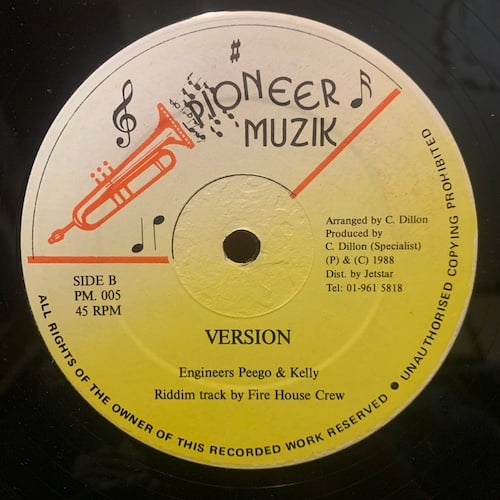 PIONEER
MUZIK
Arranged by C. Dillon
Produced by
C. Dillon (Specialist)
(P) & (C) 1988
Dist. by Jetstar
Tel: 01-961 5818
SIDE B
PM. 005
45 RPM
VERSION
Engineers Peego & Kelly
Riddim track by Fire House Crew
ALL RIGHTS OF THE OWNER OF THIS RECORDED WORK RESERVED ● UNAUTHORISED COPYING PROHIBITED